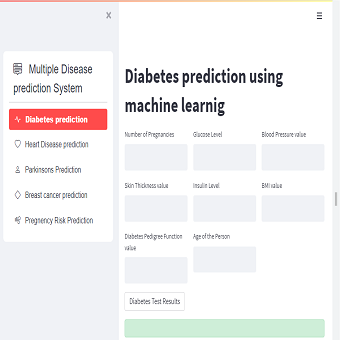 Multiple Disease
prediction System
Diabetes prediction
Heart Disease prediction
Parkinsons Prediction
Breast cancer prediction
Pregnency Risk Prediction
Diabetes prediction using
machine learnig
Number of Pregnancies
Glucose Level
Blood Pressure value
Skin Thickness value
Insulin Level
BMI value
Diabetes Pedigree Function
value
Age of the Person
Diabetes Test Results